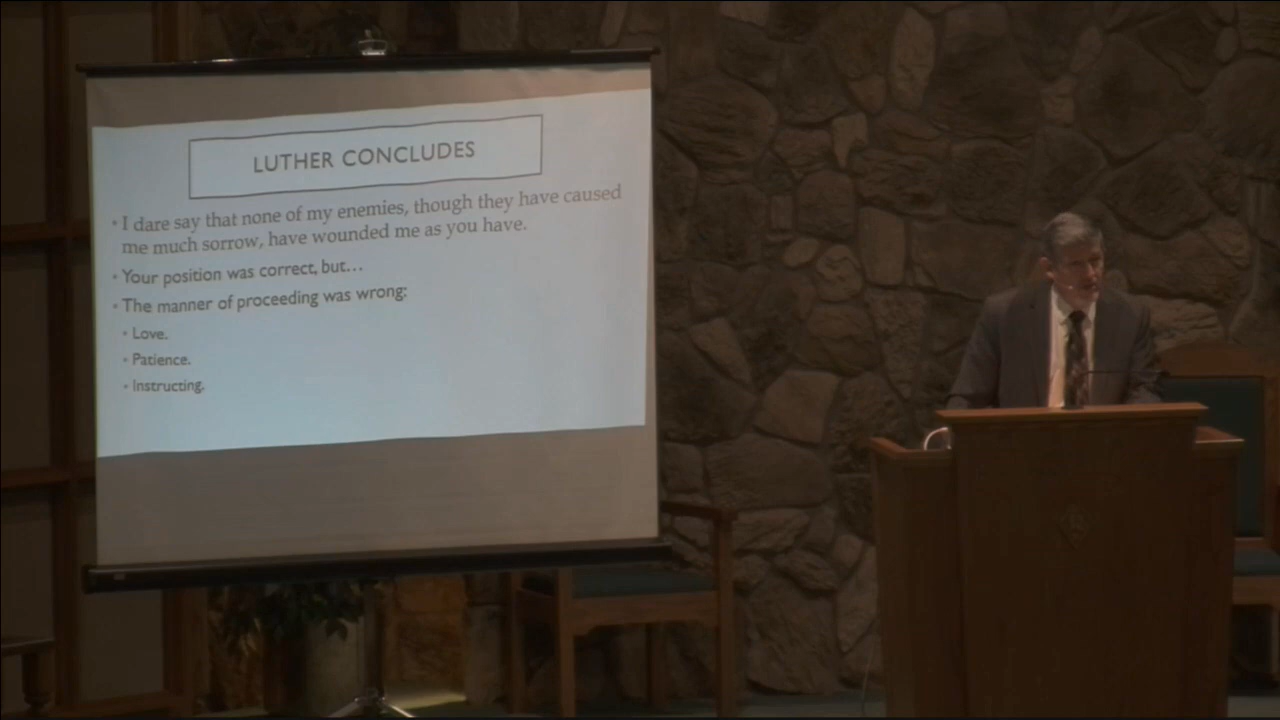 LUTHER CONCLUDES
• I dare say that none of my enemies, though they have caused
me much sorrow, have wounded me as you have.
• Your position was correct, but...
• The manner of proceeding was wrong:
• Love.
• Patience.
• Instructing.